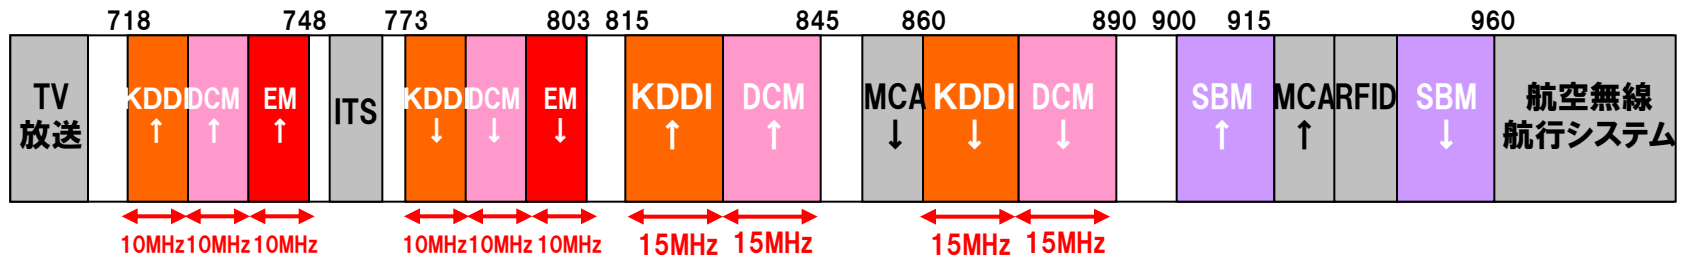 718 748 773 803 815 845 860 890 900 915 960
TV
放送
KDDI
↑
DCM
↑
EM
↑
ITS
KDDI
↓
DCM
↓
EM
↓
KDDI
↑
DCM
↑
MCA
↓
KDDI
↓
DCM
↓
SBM
↑
MCA
↑
RFID
SBM
↓
航空無線
航行システム
10MHz 10MHz 10MHz 10MHz 10MHz 10MHz 15MHz 15MHz 15MHz 15MHz